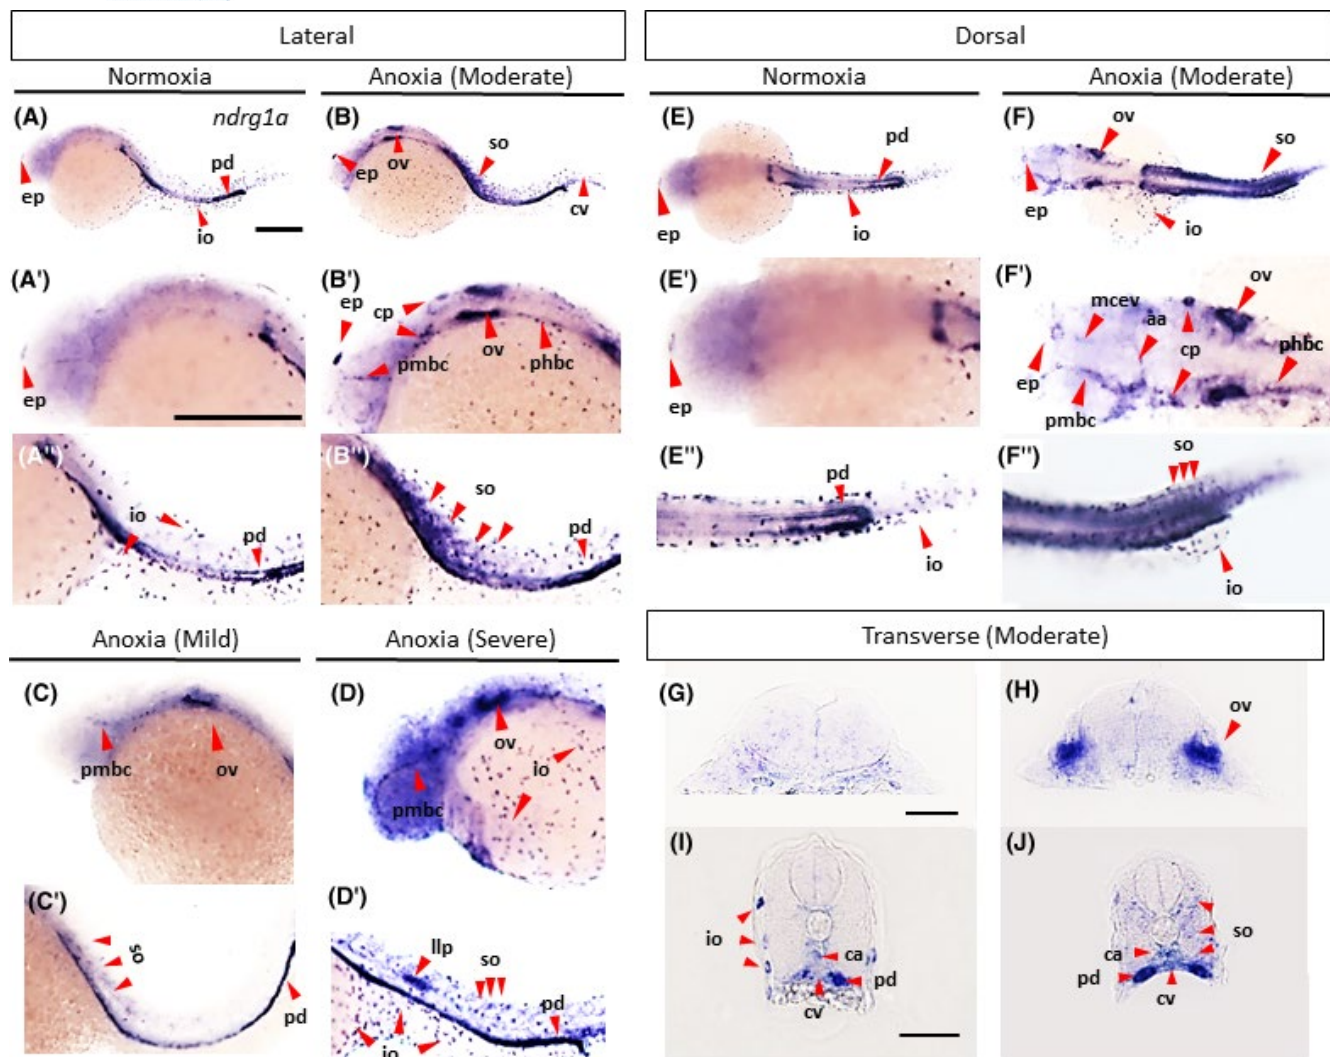 Lateral
Dorsal
Normoxia
Anoxia (Moderate)
Normoxia
Anoxia (Moderate)
(A)
ndrg1a
pd
ep
io
(B)
so
ep
ov
cv
(E)
pd
ep
io
(F)
ov
so
ep
io
(A')
ep
(B')
ep
cp
pmbc
ov
phbc
(E')
ep
(F')
mcev
aa
ov
cp
phbc
ep
pmbc
(A'')
io
pd
(B'')
so
pd
(E'')
pd
io
(F'')
so
io
Anoxia (Mild)
Anoxia (Severe)
Transverse (Moderate)
(C)
pmbc
ov
(D)
ov
io
pmbc
(G)
(H)
ov
(C')
so
pd
(D')
llp
so
pd
io
(I)
io
ca
pd
cv
(J)
so
ca
pd
cv